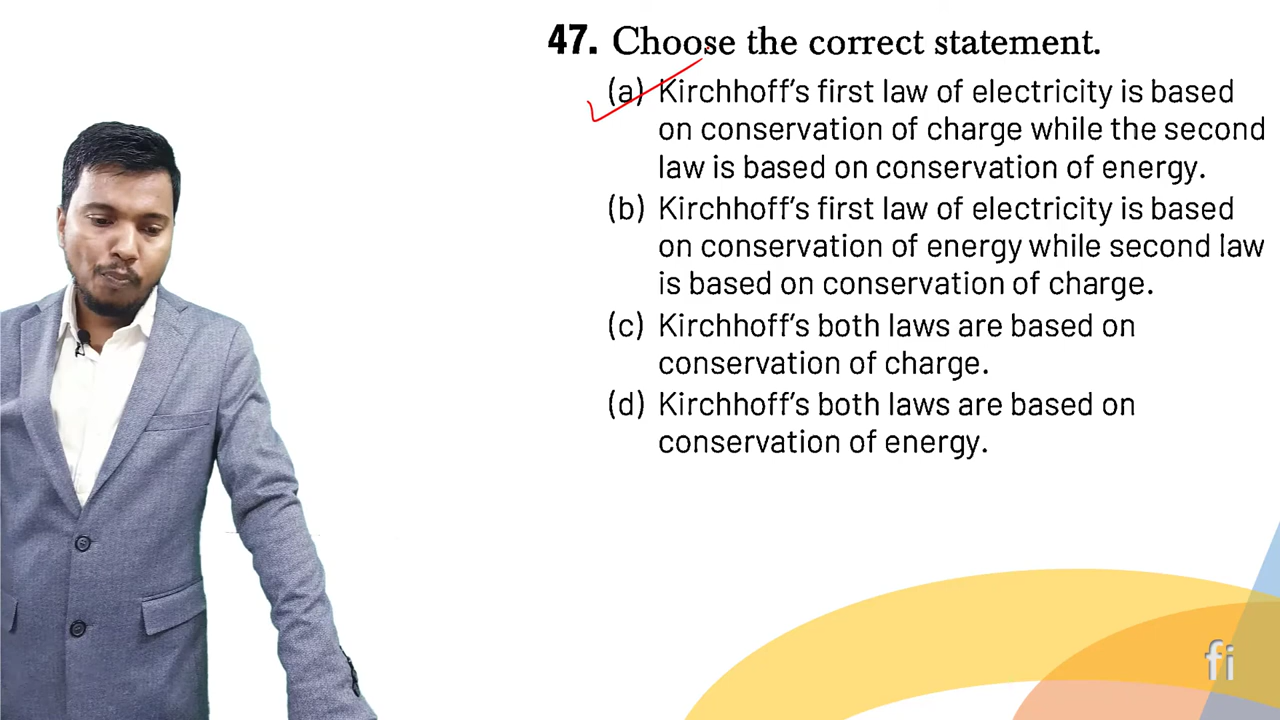 47. Choose the correct statement.
(a) Kirchhoff's first law of electricity is based
on conservation of charge while the second
law is based on conservation of energy.
(b) Kirchhoff's first law of electricity is based
on conservation of energy while second law
is based on conservation of charge.
(c) Kirchhoff's both laws are based on
conservation of charge.
(d) Kirchhoff's both laws are based on
conservation of energy.
fi